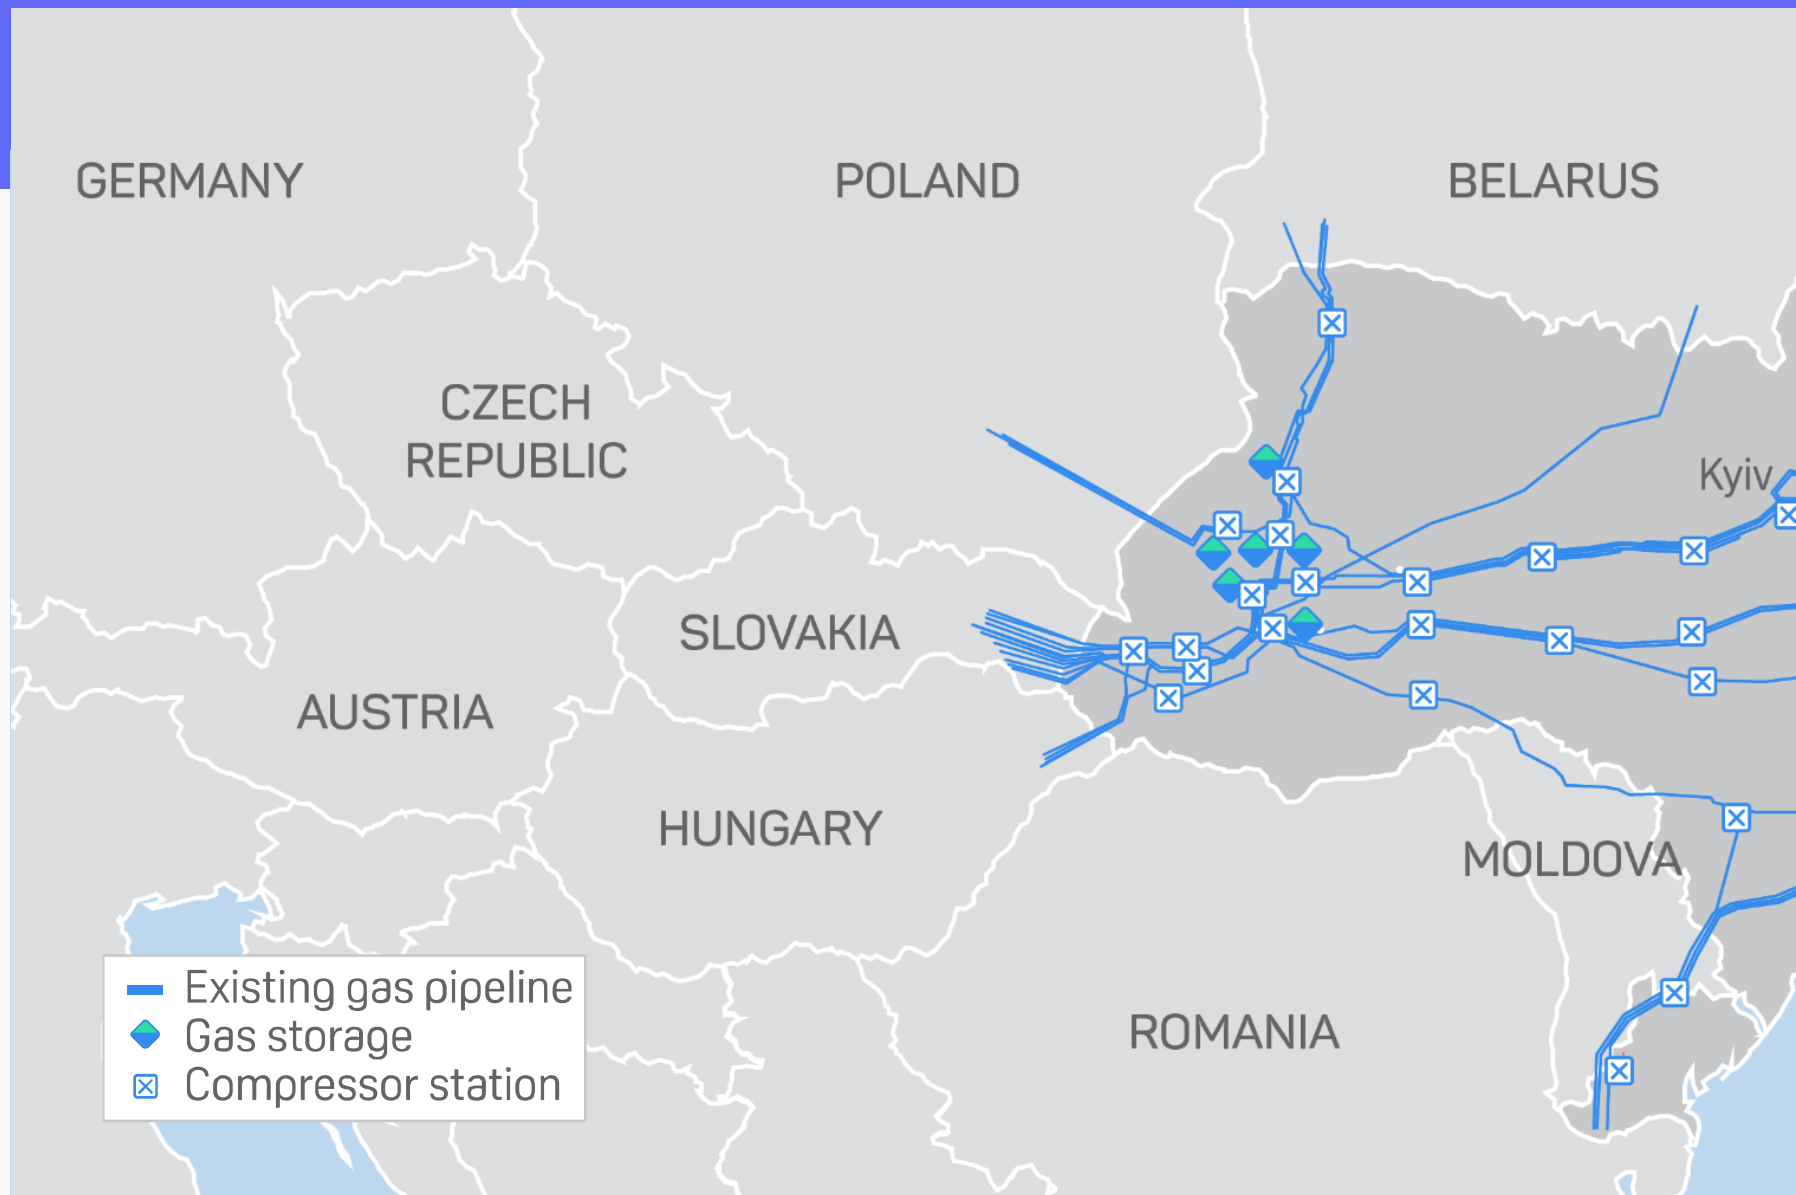 GERMANY
POLAND
BELARUS
CZECH
REPUBLIC
Kyiv
SLOVAKIA
AUSTRIA
HUNGARY
MOLDOVA
ROMANIA
Existing gas pipeline
Gas storage
Compressor station